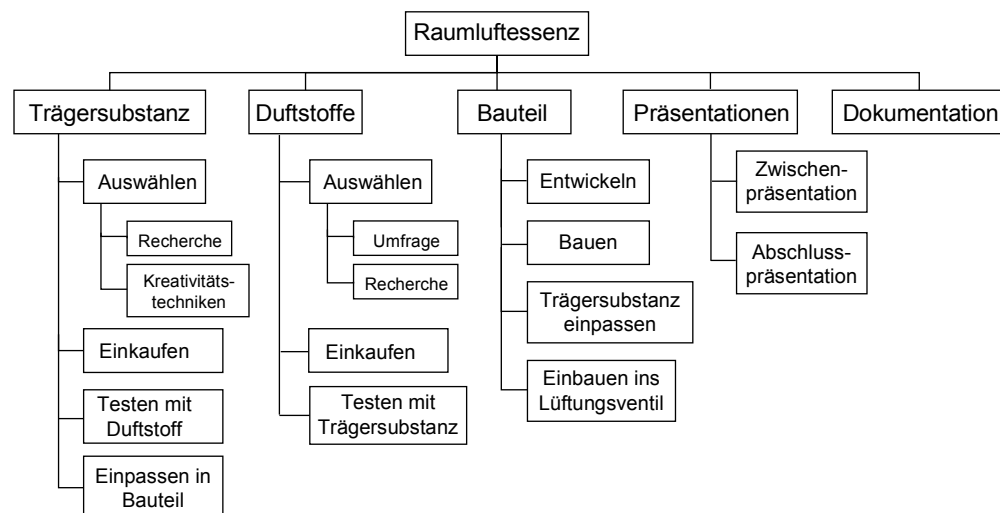 Raumluftessenz
Trägersubstanz
Auswählen
Recherche
Kreativitäts-
techniken
Einkaufen
Testen mit
Duftstoff
Einpassen in
Bauteil
Duftstoffe
Auswählen
Umfrage
Recherche
Einkaufen
Testen mit
Trägersubstanz
Bauteil
Entwickeln
Bauen
Trägersubstanz
einpassen
Einbauen ins
Lüftungsventil
Präsentationen
Zwischen-
präsentation
Abschluss-
präsentation
Dokumentation